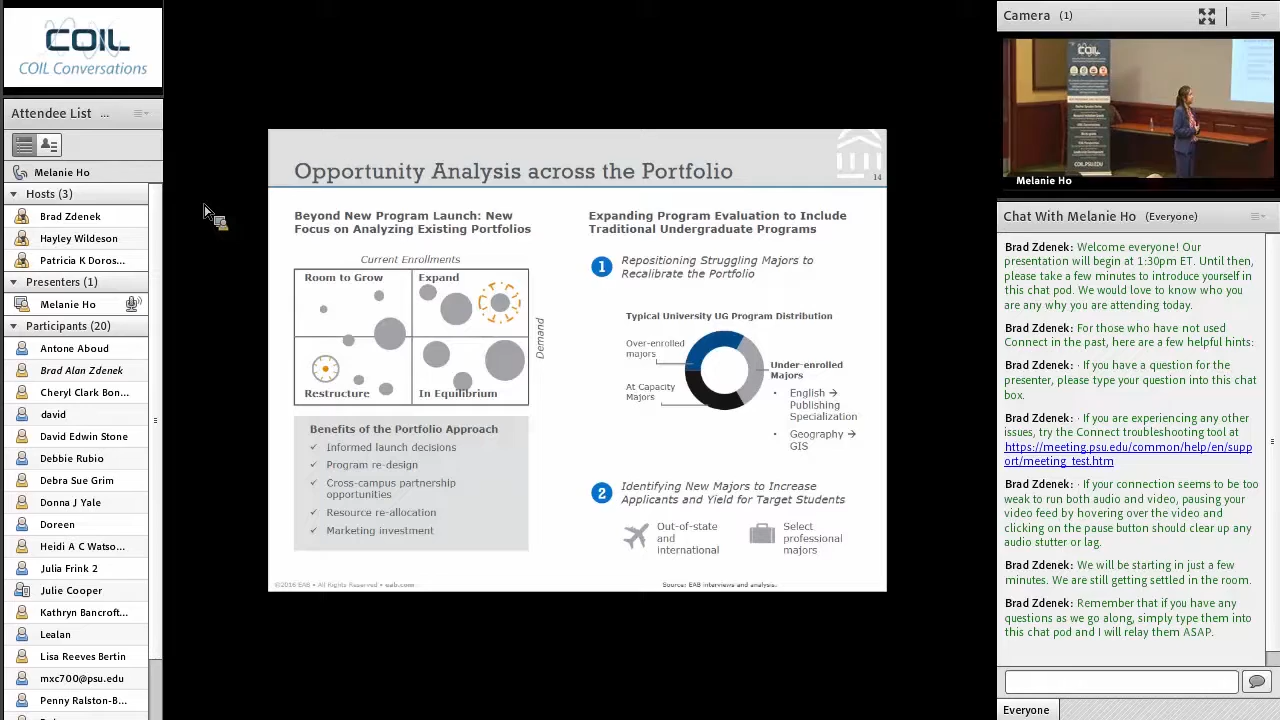 COIL
COIL Conversations
Attendee List ...
Melanie Ho
Hosts (3)
Brad Zdenek
Hayley Wildeson
Patricia K Doros...
Presenters (1)
Melanie Ho
Participants (20)
Antone Aboud
Brad Alan Zdenek
Cheryl Clark Bon...
david
David Edwin Stone
Debbie Rubio
Debra Sue Grim
Donna J Yale
Doreen
Heidi A C Watso...
Julia Frink 2
Julie Cooper
Kathryn Bancroft...
Lealan
Lisa Reeves Bertin
mxc700@psu.edu
Penny Ralston-B...
Opportunity Analysis across the Portfolio
14
Beyond New Program Launch: New
Focus on Analyzing Existing Portfolios
Current Enrollments
Room to Grow
Expand
Demand
Restructure
In Equilibrium
Benefits of the Portfolio Approach
✓ Informed launch decisions
✓ Program re-design
✓ Cross-campus partnership
opportunities
✓ Resource re-allocation
✓ Marketing investment
Expanding Program Evaluation to Include
Traditional Undergraduate Programs
1
Repositioning Struggling Majors to
Recalibrate the Portfolio
Typical University UG Program Distribution
Over-enrolled
majors
At Capacity
Majors
Under-enrolled
Majors
• English →
Publishing
Specialization
• Geography →
GIS
2
Identifying New Majors to Increase
Applicants and Yield for Target Students
Out-of-state
and
international
Select
professional
majors
©2016 EAB • All Rights Reserved • eab.com
Source: EAB interviews and analysis.
Camera (1)
COIL
COIL.PSU.EDU
Melanie Ho
Chat With Melanie Ho (Everyone)
Brad Zdenek: Welcome everyone! Our
presentation will begin at 1:30pm ET. Until then,
please take a few minutes to introduce yourself in
this chat pod. We would love to know who you
are any why you are attending today.
Brad Zdenek: For those who have not used
Connect in the past, here are a few helpful hints:
Brad Zdenek: · If you have a question for the
presenter, please type your question into this chat
box.
Brad Zdenek: · If you are experiencing any other
issues, try the Connect troubleshooting tool at
https://meeting.psu.edu/common/help/en/supp
ort/meeting_test.htm
Brad Zdenek: · If your connection seems to be too
weak to run both audio and video, pausing your
video feed by hovering over the video and
clicking on the pause button should clear up any
audio stutter or lag.
Brad Zdenek: We will be starting in just a few
minutes. We are still getting settled in the room.
Brad Zdenek: Remember that if you have any
questions as we go along, simply type them into
this chat pod and I will relay them ASAP.
Everyone